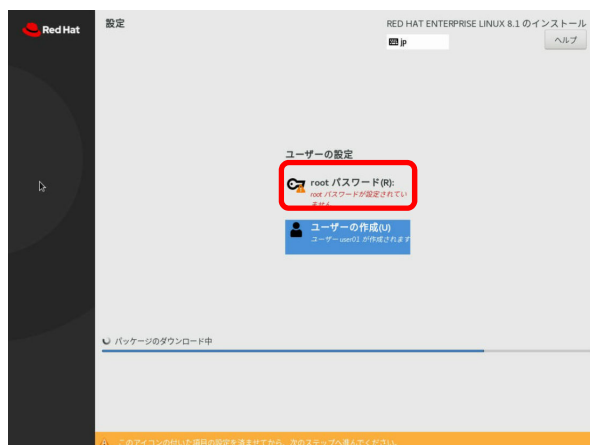 Red Hat
設定
RED HAT ENTERPRISE LINUX 8.1 のインストール
jp
ヘルプ
ユーザーの設定
root パスワード(R):
root パスワードが設定されてい
ません
ユーザーの作成(U)
ユーザー user01 が作成されます
パッケージのダウンロード中
このアイコンの付いた項目の設定を済ませてから、次のステップへ進んでください。